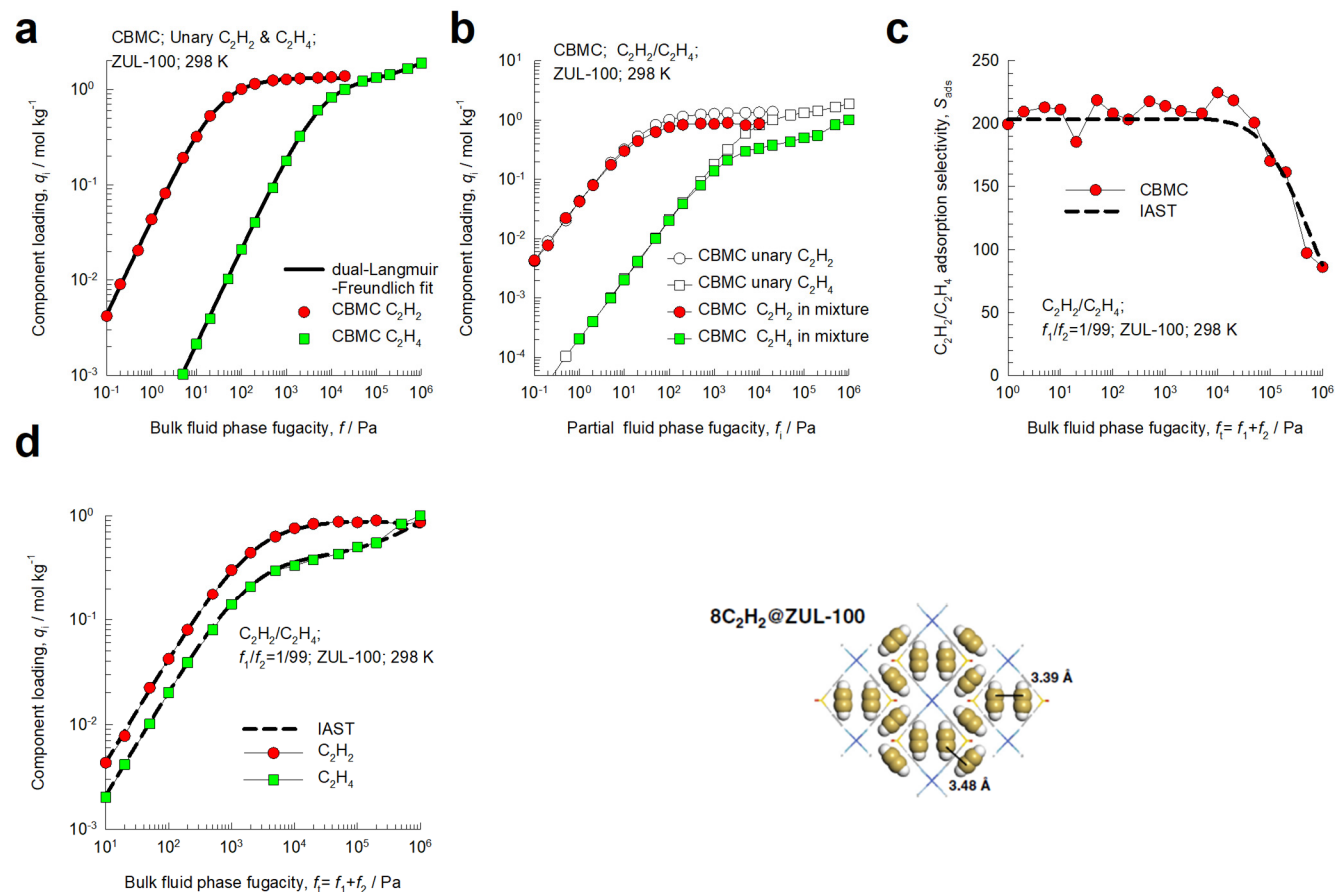 a
CBMC; Unary C₂H₂ & C₂H₄;
ZUL-100; 298 K
10⁰
10⁻¹
10⁻²
10⁻³
Component loading, qᵢ / mol kg⁻¹
dual-Langmuir
-Freundlich fit
CBMC C₂H₂
CBMC C₂H₄
10⁻¹ 10⁰ 10¹ 10² 10³ 10⁴ 10⁵ 10⁶
Bulk fluid phase fugacity, f / Pa
b
CBMC; C₂H₂/C₂H₄;
ZUL-100; 298 K
10¹
10⁰
10⁻¹
10⁻²
10⁻³
10⁻⁴
Component loading, qᵢ / mol kg⁻¹
CBMC unary C₂H₂
CBMC unary C₂H₄
CBMC C₂H₂ in mixture
CBMC C₂H₄ in mixture
10⁻¹ 10⁰ 10¹ 10² 10³ 10⁴ 10⁵ 10⁶
Partial fluid phase fugacity, fᵢ / Pa
c
250
200
150
100
50
0
C₂H₂/C₂H₄ adsorption selectivity, Sₐdₛ
CBMC
IAST
C₂H₂/C₂H₄;
f₁/f₂=1/99; ZUL-100; 298 K
10⁰ 10¹ 10² 10³ 10⁴ 10⁵ 10⁶
Bulk fluid phase fugacity, fₜ= f₁+f₂ / Pa
d
10⁰
10⁻¹
10⁻²
10⁻³
Component loading, qᵢ / mol kg⁻¹
C₂H₂/C₂H₄;
f₁/f₂=1/99; ZUL-100; 298 K
IAST
C₂H₂
C₂H₄
10¹ 10² 10³ 10⁴ 10⁵ 10⁶
Bulk fluid phase fugacity, fₜ= f₁+f₂ / Pa
8C₂H₂@ZUL-100
3.39 Å
3.48 Å